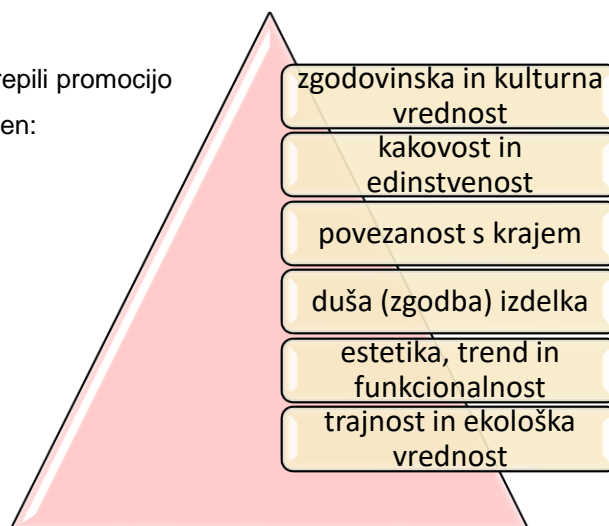 repili promocijo
en:
zgodovinska in kulturna
vrednost
kakovost in
edinstvenost
povezanost s krajem
duša (zgodba) izdelka
estetika, trend in
funkcionalnost
trajnost in ekološka
vrednost